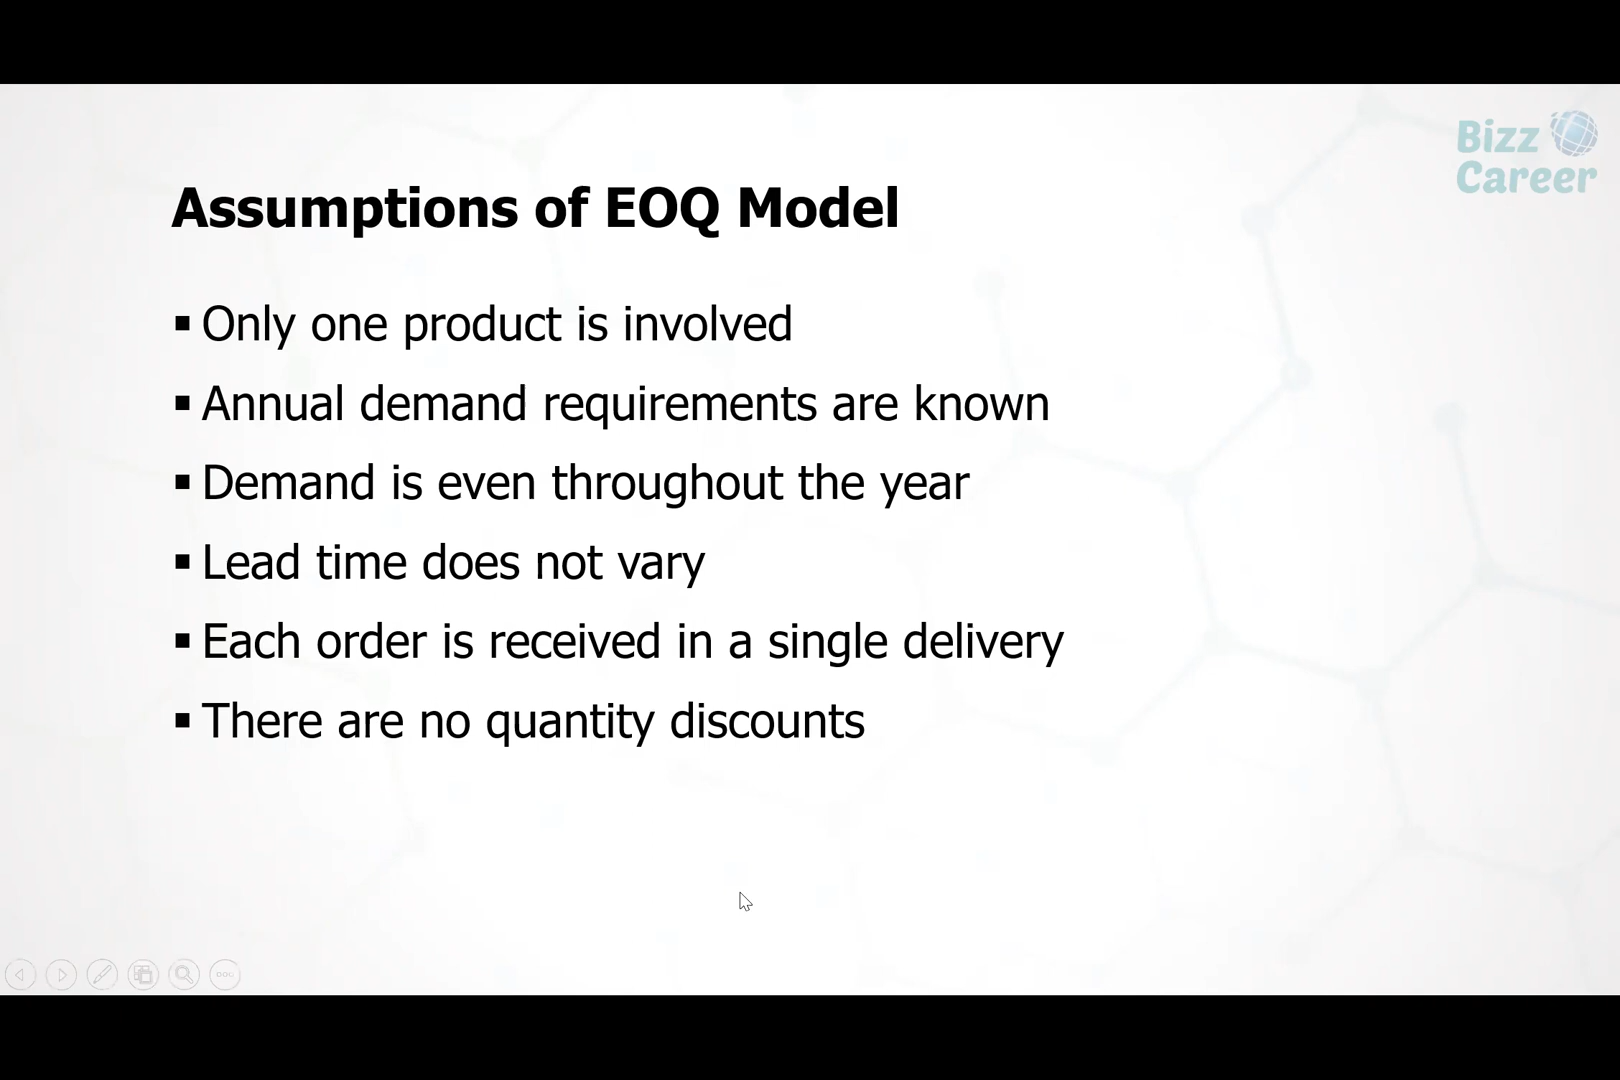 Bizz
Career
Assumptions of EOQ Model
▪ Only one product is involved
▪ Annual demand requirements are known
▪ Demand is even throughout the year
▪ Lead time does not vary
▪ Each order is received in a single delivery
▪ There are no quantity discounts